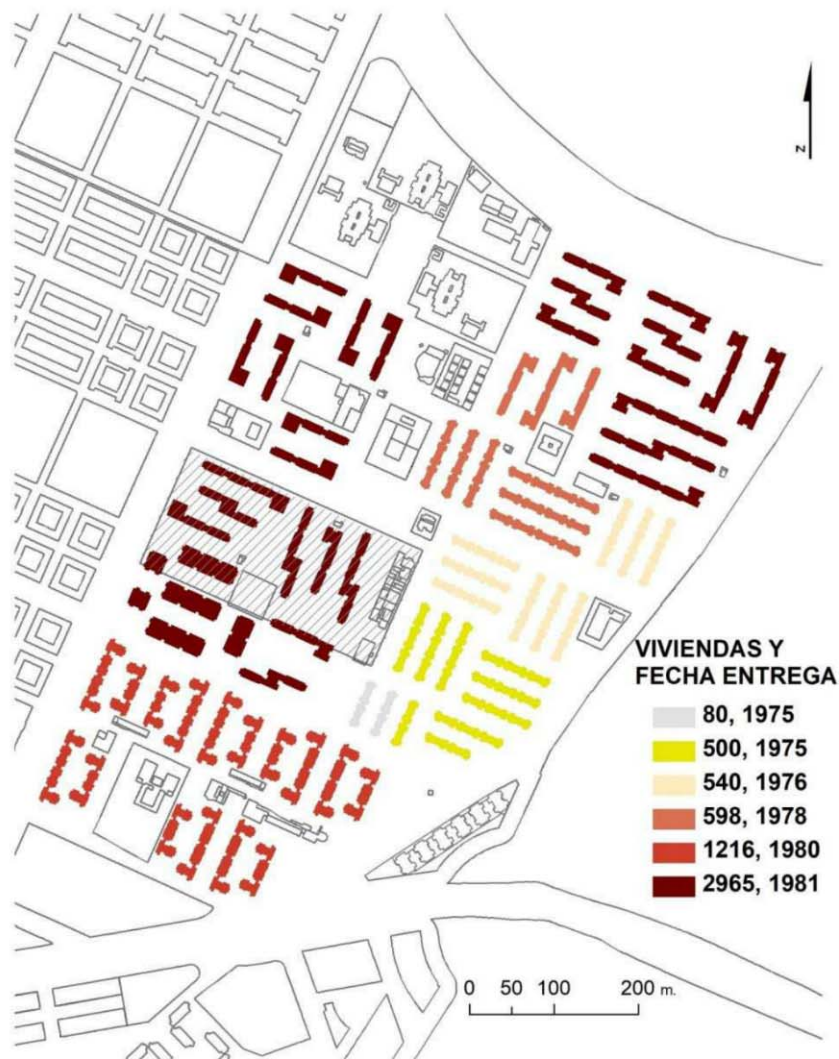 N
VIVIENDAS Y
FECHA ENTREGA
80, 1975
500, 1975
540, 1976
598, 1978
1216, 1980
2965, 1981
0 50 100 200 m.